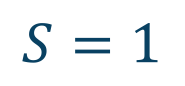 S = 1